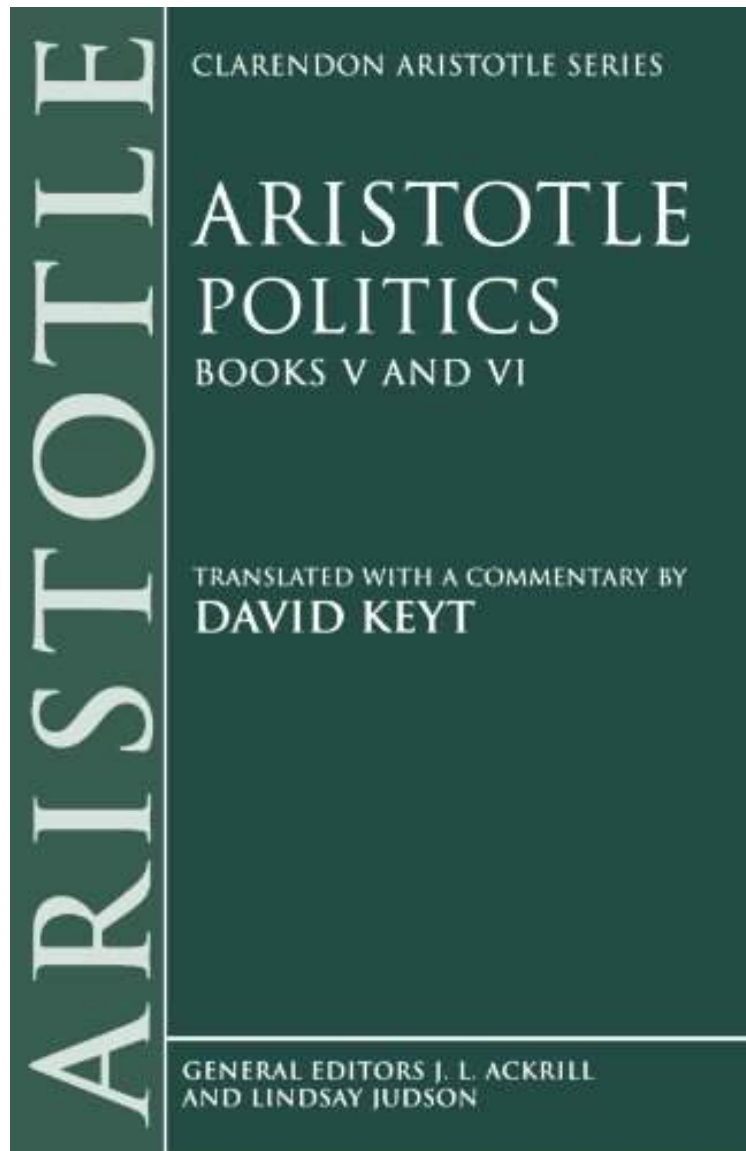 ARISTOTLE
CLARENDON ARISTOTLE SERIES
ARISTOTLE
POLITICS
BOOKS V AND VI
TRANSLATED WITH A COMMENTARY BY
DAVID KEYT
GENERAL EDITORS J. L. ACKRILL
AND LINDSAY JUDSON